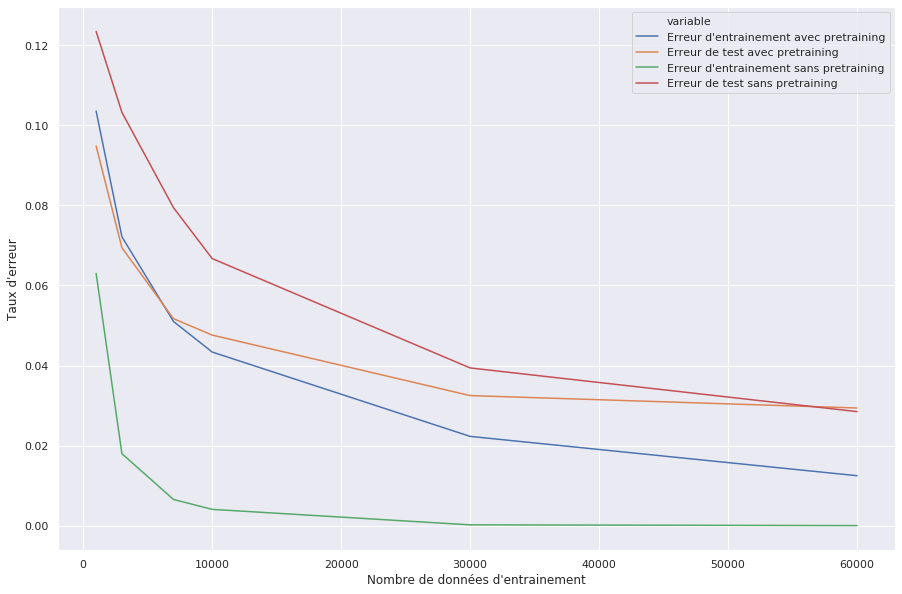 variable
Erreur d'entrainement avec pretraining
Erreur de test avec pretraining
Erreur d'entrainement sans pretraining
Erreur de test sans pretraining
0.12
0.10
0.08
0.06
0.04
0.02
0.00
Taux d'erreur
0 10000 20000 30000 40000 50000 60000
Nombre de données d'entrainement